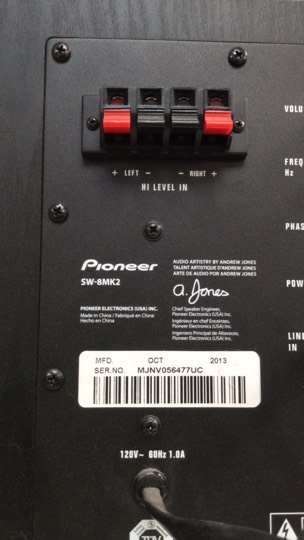 VOLU
+ LEFT − − RIGHT +
HI LEVEL IN
FREQ
Hz
PHAS
Pioneer
SW-8MK2
AUDIO ARTISTRY BY ANDREW JONES
TALENT ARTISTIQUE D'ANDREW JONES
ARTE DE AUDIO POR ANDREW JONES
a. Jones
POWE
PIONEER ELECTRONICS (USA) INC.
Made in China / Fabriqué en China
Hecho en China
Chief Speaker Engineer,
Pioneer Electronics (USA) Inc.
Ingénieur en chef Enceintes,
Pioneer Electronics (USA) Inc.
Ingeniero Principal de Altavoces,
Pioneer Electronics (USA) Inc.
LINE
IN
MFD. OCT 2013
SER.NO. MJNV056477UC
120V~ 60Hz 1.0A
TUV